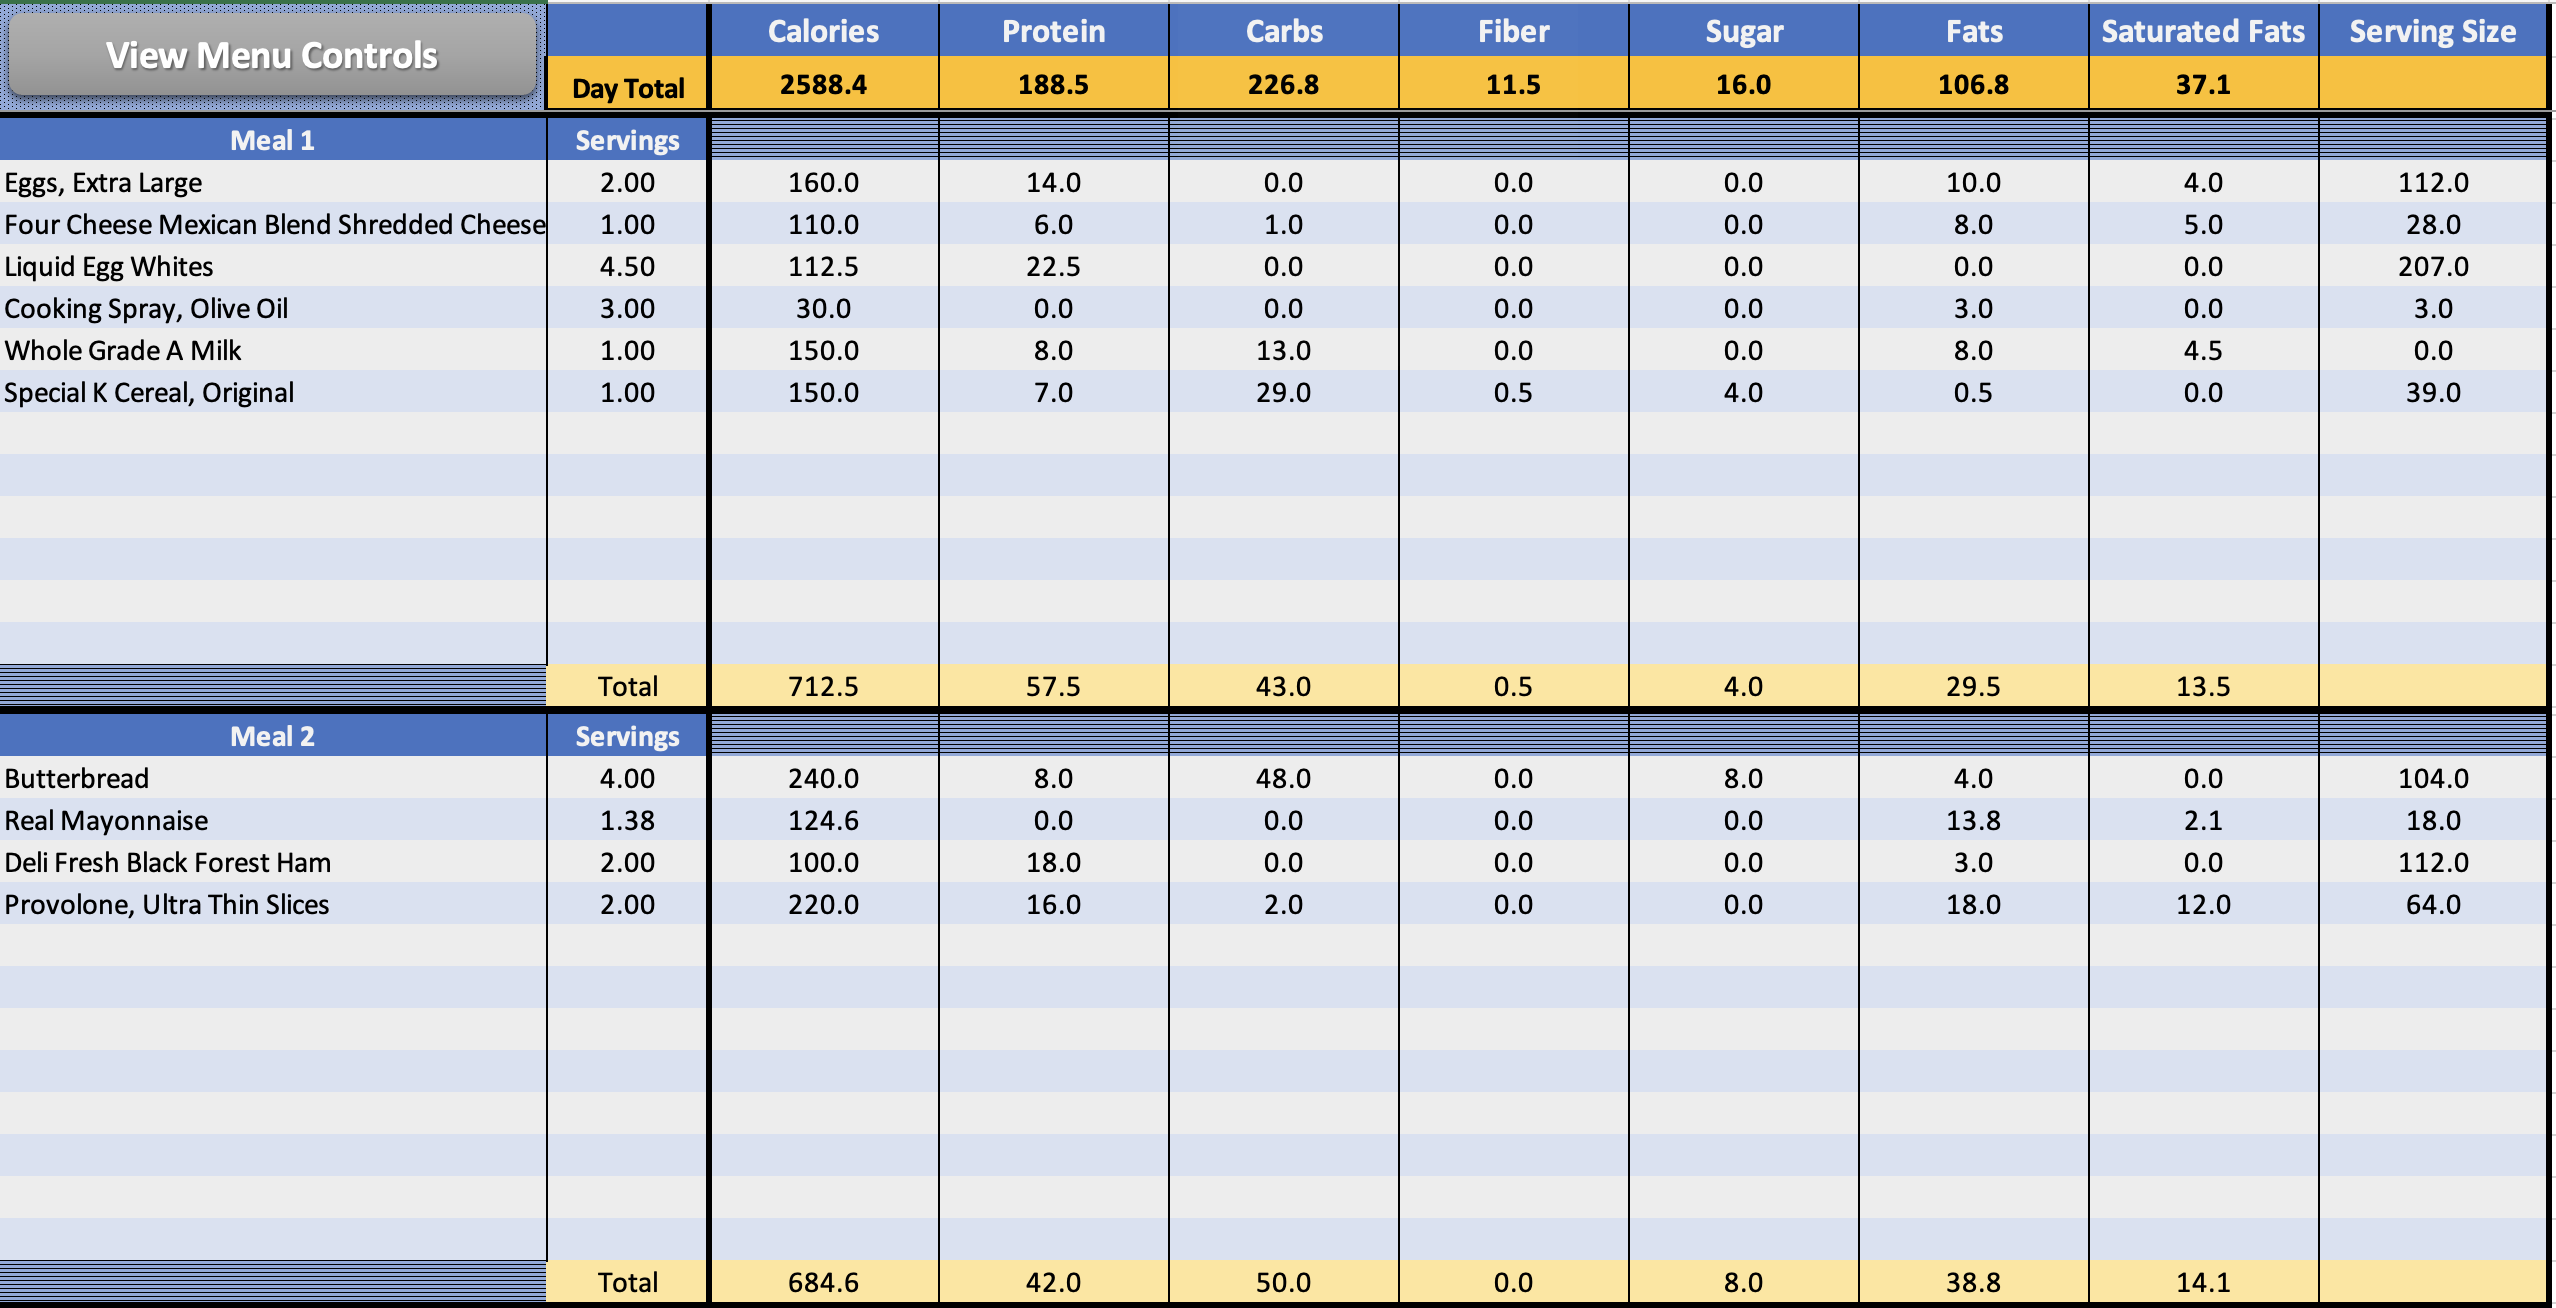 View Menu Controls
Calories Protein Carbs Fiber Sugar Fats Saturated Fats Serving Size
Day Total 2588.4 188.5 226.8 11.5 16.0 106.8 37.1
Meal 1 Servings
Eggs, Extra Large 2.00 160.0 14.0 0.0 0.0 0.0 10.0 4.0 112.0
Four Cheese Mexican Blend Shredded Cheese 1.00 110.0 6.0 1.0 0.0 0.0 8.0 5.0 28.0
Liquid Egg Whites 4.50 112.5 22.5 0.0 0.0 0.0 0.0 0.0 207.0
Cooking Spray, Olive Oil 3.00 30.0 0.0 0.0 0.0 0.0 3.0 0.0 3.0
Whole Grade A Milk 1.00 150.0 8.0 13.0 0.0 0.0 8.0 4.5 0.0
Special K Cereal, Original 1.00 150.0 7.0 29.0 0.5 4.0 0.5 0.0 39.0
Total 712.5 57.5 43.0 0.5 4.0 29.5 13.5
Meal 2 Servings
Butterbread 4.00 240.0 8.0 48.0 0.0 8.0 4.0 0.0 104.0
Real Mayonnaise 1.38 124.6 0.0 0.0 0.0 0.0 13.8 2.1 18.0
Deli Fresh Black Forest Ham 2.00 100.0 18.0 0.0 0.0 0.0 3.0 0.0 112.0
Provolone, Ultra Thin Slices 2.00 220.0 16.0 2.0 0.0 0.0 18.0 12.0 64.0
Total 684.6 42.0 50.0 0.0 8.0 38.8 14.1